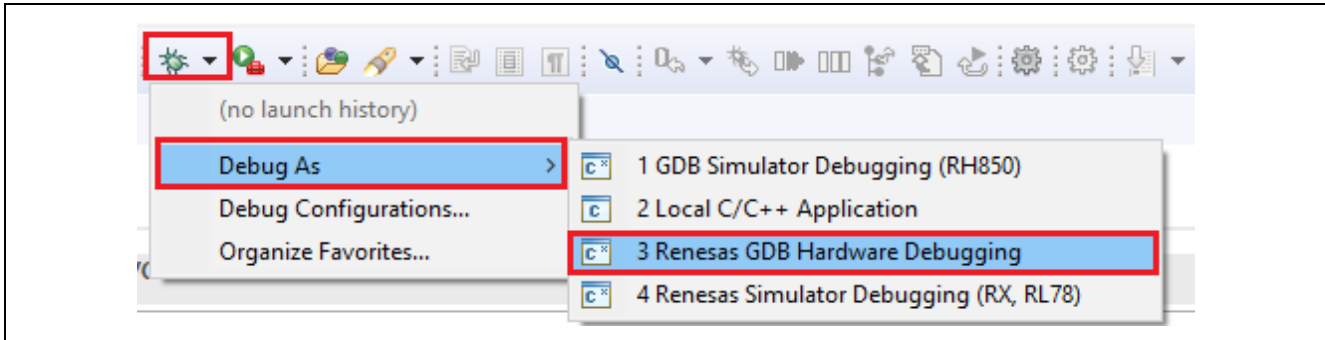 (no launch history)
Debug As
1 GDB Simulator Debugging (RH850)
Debug Configurations...
2 Local C/C++ Application
Organize Favorites...
3 Renesas GDB Hardware Debugging
4 Renesas Simulator Debugging (RX, RL78)